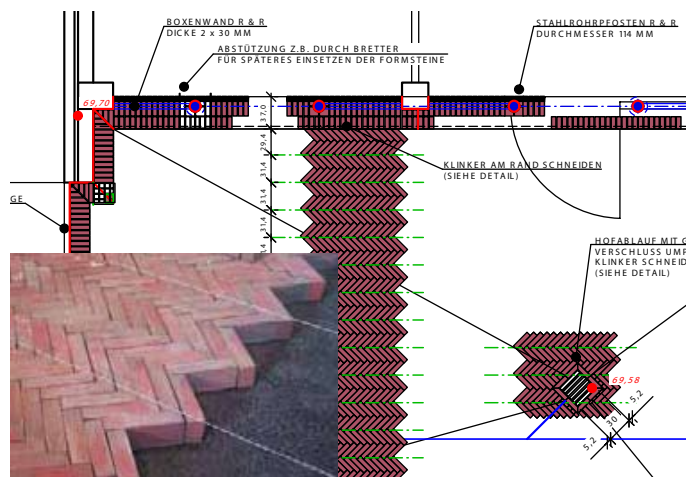 BOXENWAND R & R
DICKE 2 x 30 MM
STAHLROHRPFOSTEN R & R
DURCHMESSER 114 MM
ABSTÜTZUNG Z.B. DURCH BRETTER
FÜR SPÄTERES EINSETZEN DER FORMSTEINE
69,70
37,0
29,4
31,4
31,4
31,4
KLINKER AM RAND SCHNEIDEN
(SIEHE DETAIL)
GE
HOFABLAUF MIT
VERSCHLUSS UMP
KLINKER SCHNEID
(SIEHE DETAIL)
69,58
5,2
30
5,2